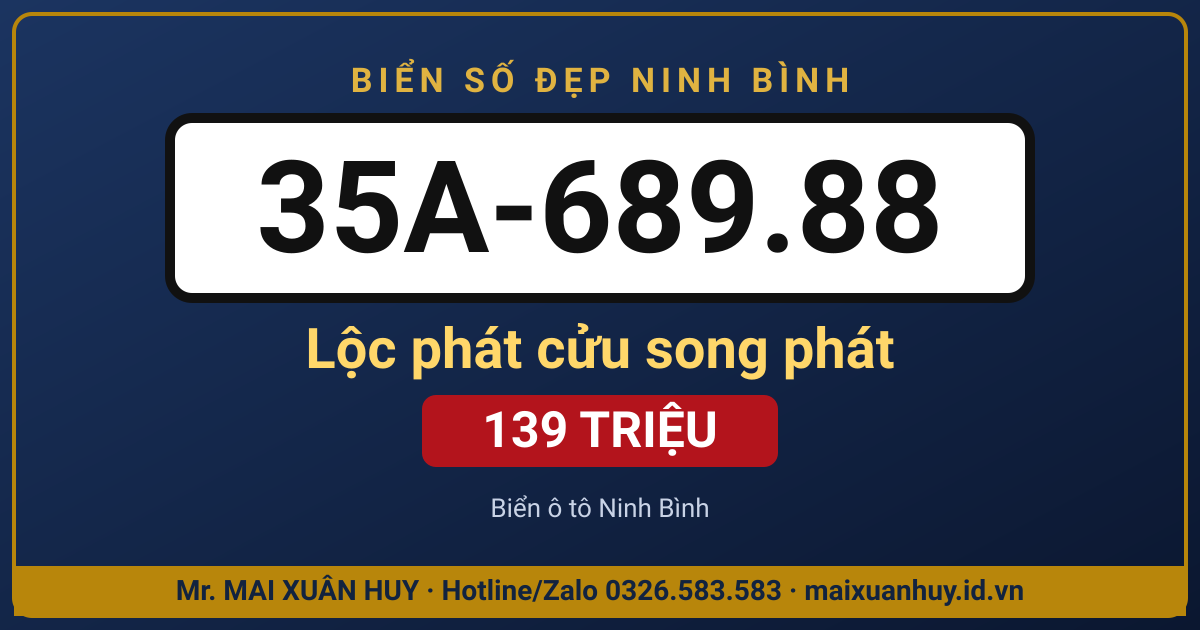 BIỂN SỐ ĐẸP NINH BÌNH
35A-689.88
Lộc phát cửu song phát
139 TRIỆU
Biển ô tô Ninh Bình
Mr. MAI XUÂN HUY · Hotline/Zalo 0326.583.583 · maixuanhuy.id.vn